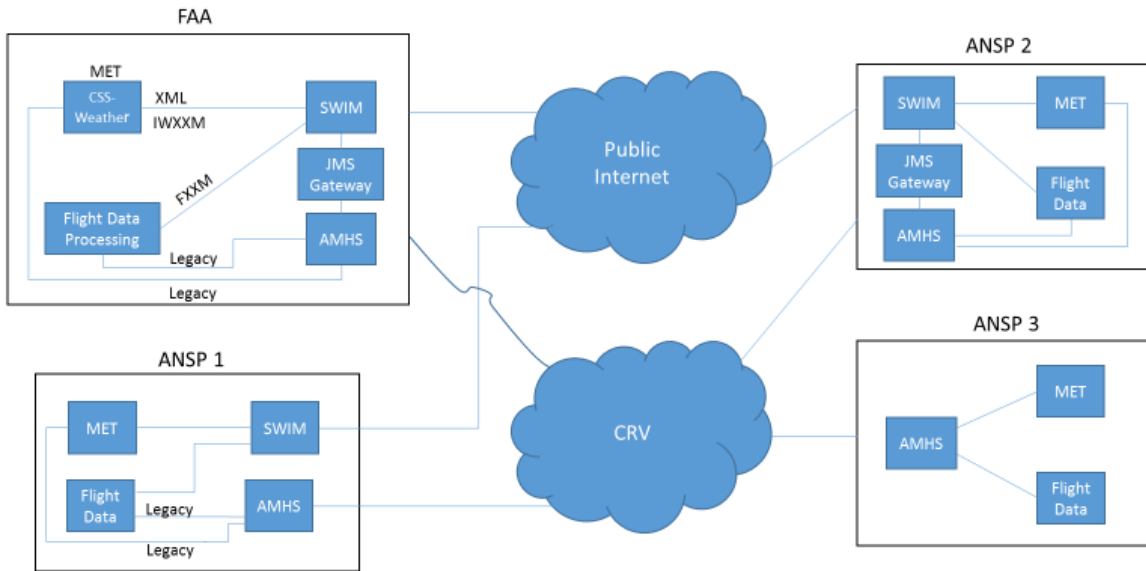 FAA
MET
CSS-
Weather
XML
IWXXM
SWIM
JMS
Gateway
FXXM
Flight Data
Processing
AMHS
Legacy
Legacy
Public
Internet
ANSP 2
SWIM
MET
JMS
Gateway
Flight
Data
AMHS
ANSP 1
MET
SWIM
Flight
Data
Legacy
AMHS
Legacy
CRV
ANSP 3
MET
AMHS
Flight
Data